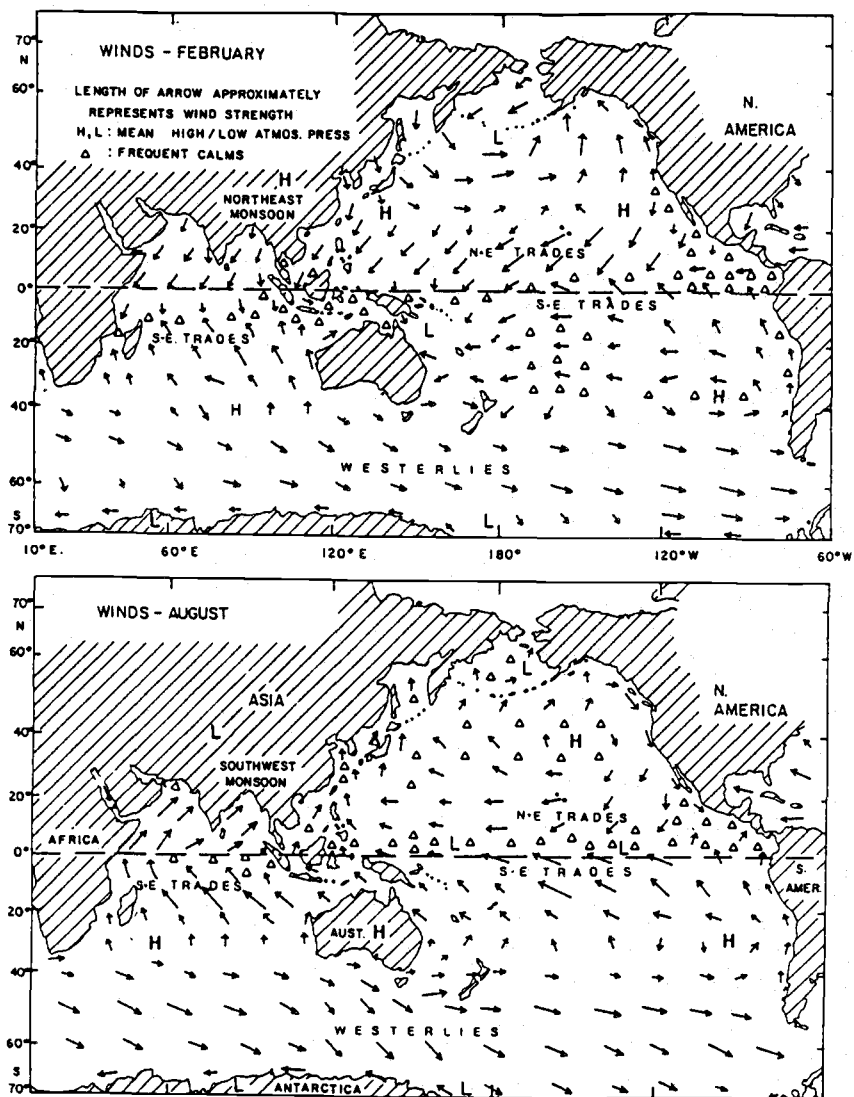 WINDS - FEBRUARY
LENGTH OF ARROW APPROXIMATELY
REPRESENTS WIND STRENGTH
H, L : MEAN HIGH/LOW ATMOS. PRESS
△ : FREQUENT CALMS
70°
N
60°
40°
20°
0°
20°
40°
60°
S
70°
N.
AMERICA
L
H
NORTHEAST
MONSOON
H
H
N·E TRADES
S·E TRADES
S·E. TRADES
L
H
H
WESTERLIES
L
L
10° E.
60° E
120° E
180°
120° W
60° W
WINDS - AUGUST
70°
N
60°
40°
20°
0°
20°
40°
60°
S
70°
L
ASIA
N.
AMERICA
L
H
SOUTHWEST
MONSOON
N·E TRADES
AFRICA
L
L
S·E TRADES
S·E TRADES
S.
AMER.
H
AUST. H
H
WESTERLIES
L
ANTARCTICA
L